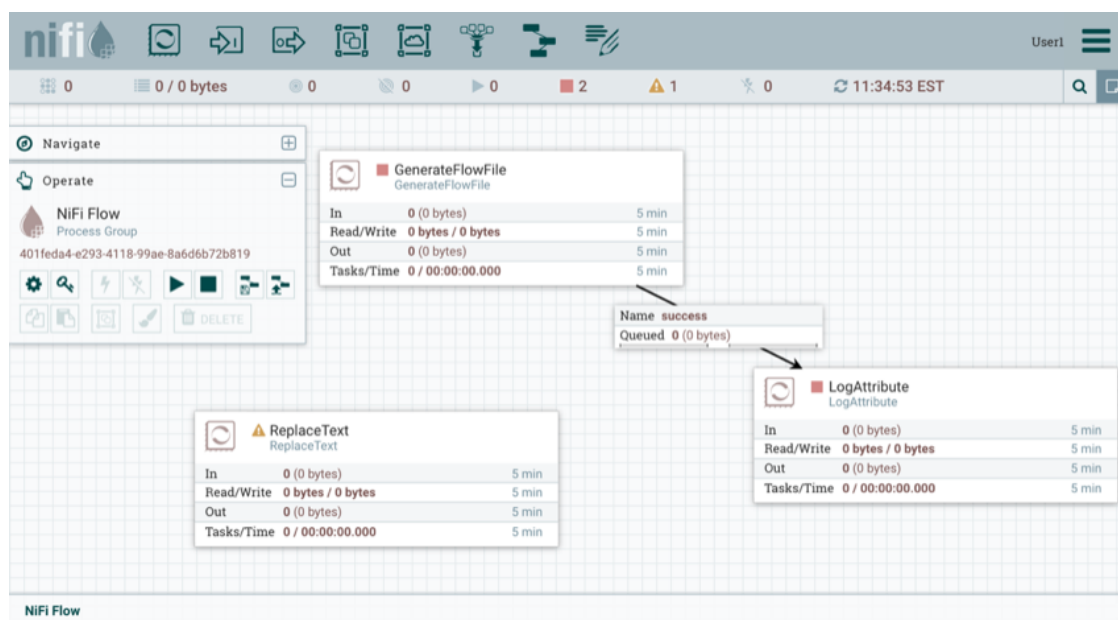 nifi
User1
0 0 / 0 bytes 0 0 0 2 1 0 11:34:53 EST
Navigate
Operate
NiFi Flow
Process Group
401feda4-e293-4118-99ae-8a6d6b72b819
DELETE
GenerateFlowFile
GenerateFlowFile
In 0 (0 bytes) 5 min
Read/Write 0 bytes / 0 bytes 5 min
Out 0 (0 bytes) 5 min
Tasks/Time 0 / 00:00:00.000 5 min
Name success
Queued 0 (0 bytes)
LogAttribute
LogAttribute
In 0 (0 bytes) 5 min
Read/Write 0 bytes / 0 bytes 5 min
Out 0 (0 bytes) 5 min
Tasks/Time 0 / 00:00:00.000 5 min
ReplaceText
ReplaceText
In 0 (0 bytes) 5 min
Read/Write 0 bytes / 0 bytes 5 min
Out 0 (0 bytes) 5 min
Tasks/Time 0 / 00:00:00.000 5 min
NiFi Flow